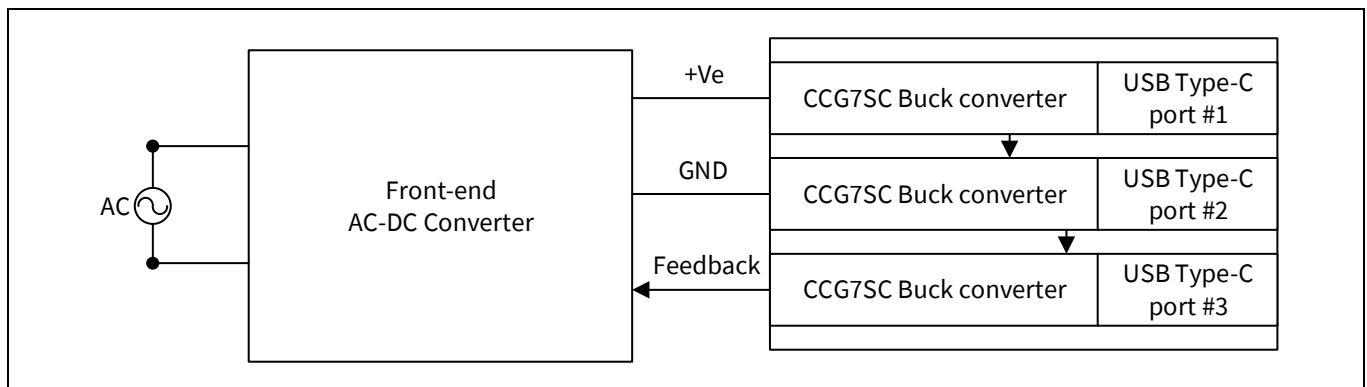 AC
Front-end
AC-DC Converter
+Ve
GND
Feedback
CCG7SC Buck converter
USB Type-C
port #1
CCG7SC Buck converter
USB Type-C
port #2
CCG7SC Buck converter
USB Type-C
port #3